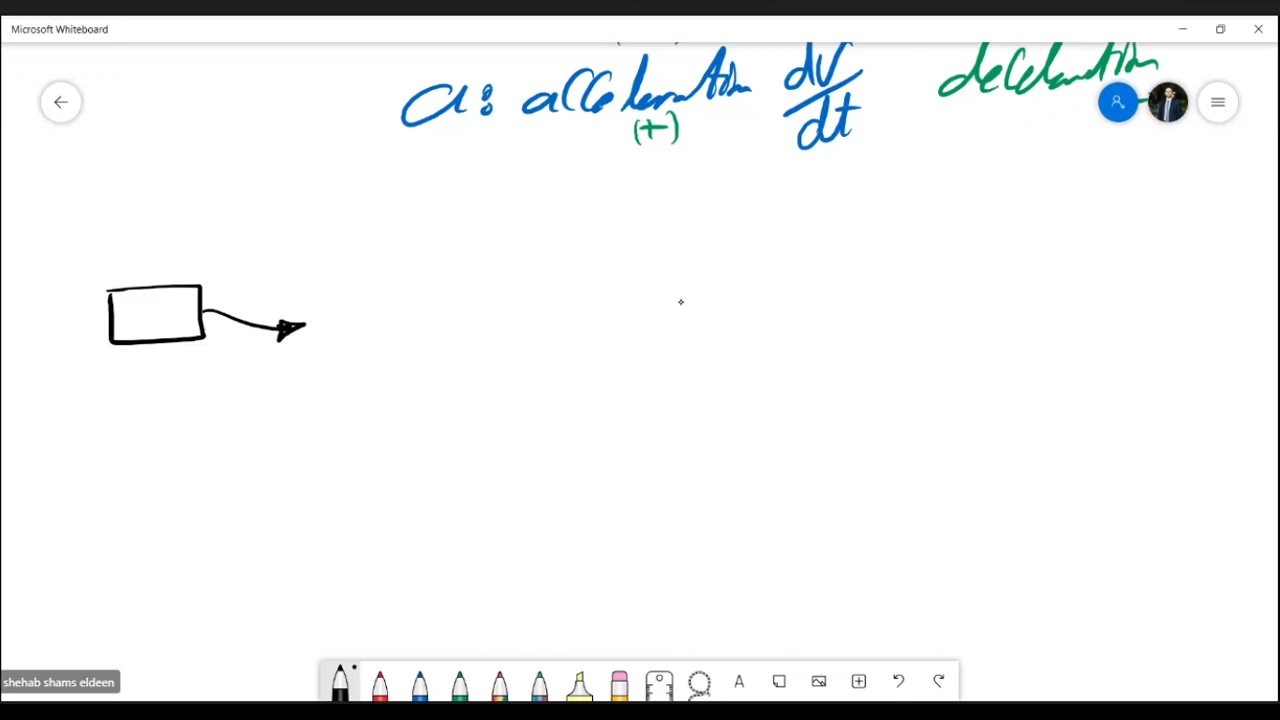 Microsoft Whiteboard
a: acceleration dv/dt deceleration
(+)
shehab shams eldeen
A